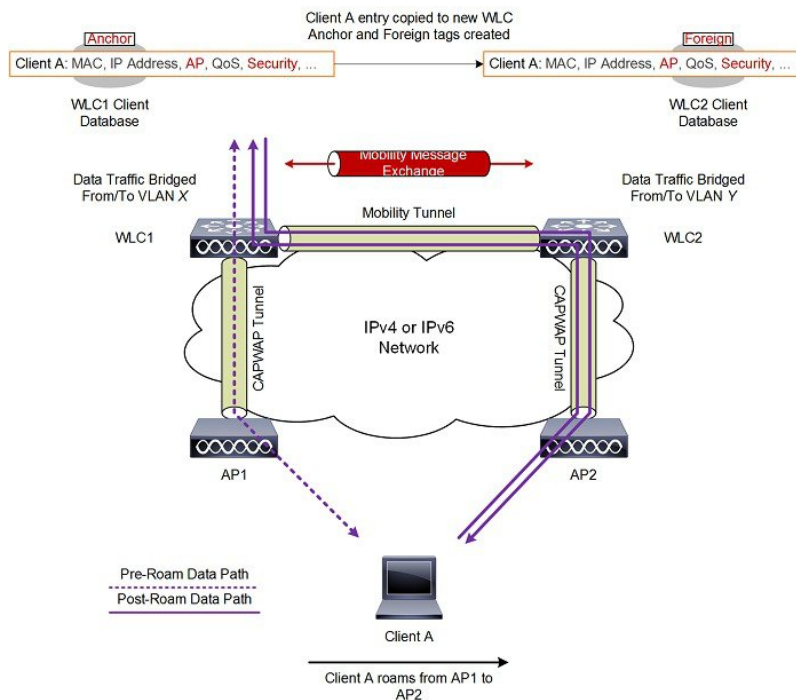 Client A entry copied to new WLC
Anchor and Foreign tags created
Anchor
Foreign
Client A: MAC, IP Address, AP, QoS, Security, ...
Client A: MAC, IP Address, AP, QoS, Security, ...
WLC1 Client
Database
WLC2 Client
Database
Mobility Message
Exchange
Data Traffic Bridged
From/To VLAN X
Data Traffic Bridged
From/To VLAN Y
Mobility Tunnel
WLC1
WLC2
CAPWAP Tunnel
IPv4 or IPv6
Network
CAPWAP Tunnel
AP1
AP2
Pre-Roam Data Path
Post-Roam Data Path
Client A
Client A roams from AP1 to
AP2